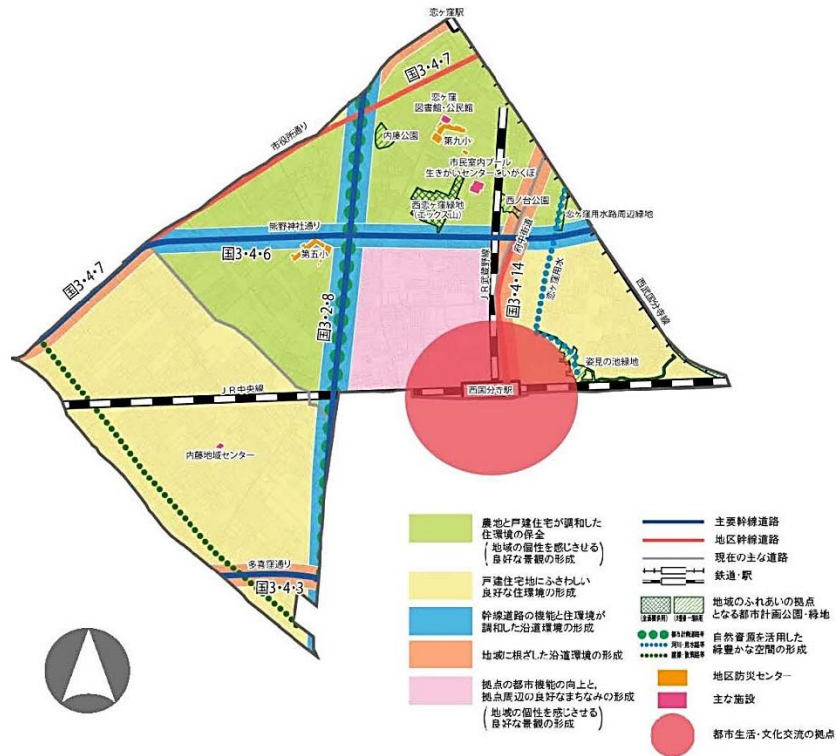 恋ヶ窪駅
国3・4・7
恋ヶ窪
図書館・公民館
第九小
内藤公園
市役所通り
市民室内プール
生きがいセンターこいがくぼ
西恋ヶ窪緑地
(エックス山)
西ノ台公園
恋ヶ窪用水路周辺緑地
熊野神社通り
府中街道
国3・4・6
第五小
国3・4・7
国3・2・8
JR武蔵野線
国3・4・14
恋ヶ窪用水
西武国分寺線
姿見の池緑地
JR中央線
西国分寺駅
内藤地域センター
多喜窪通り
国3・4・3
農地と戸建住宅が調和した
住環境の保全
(地域の個性を感じさせる
良好な景観の形成)
戸建住宅地にふさわしい
良好な住環境の形成
幹線道路の機能と住環境が
調和した沿道環境の形成
地域に根ざした沿道環境の形成
拠点の都市機能の向上と、
拠点周辺の良好なまちなみの形成
(地域の個性を感じさせる
良好な景観の形成)
主要幹線道路
地区幹線道路
現在の主な道路
鉄道・駅
地域のふれあいの拠点
となる都市計画公園・緑地
自然資源を活用した
緑豊かな空間の形成
地区防災センター
主な施設
都市生活・文化交流の拠点